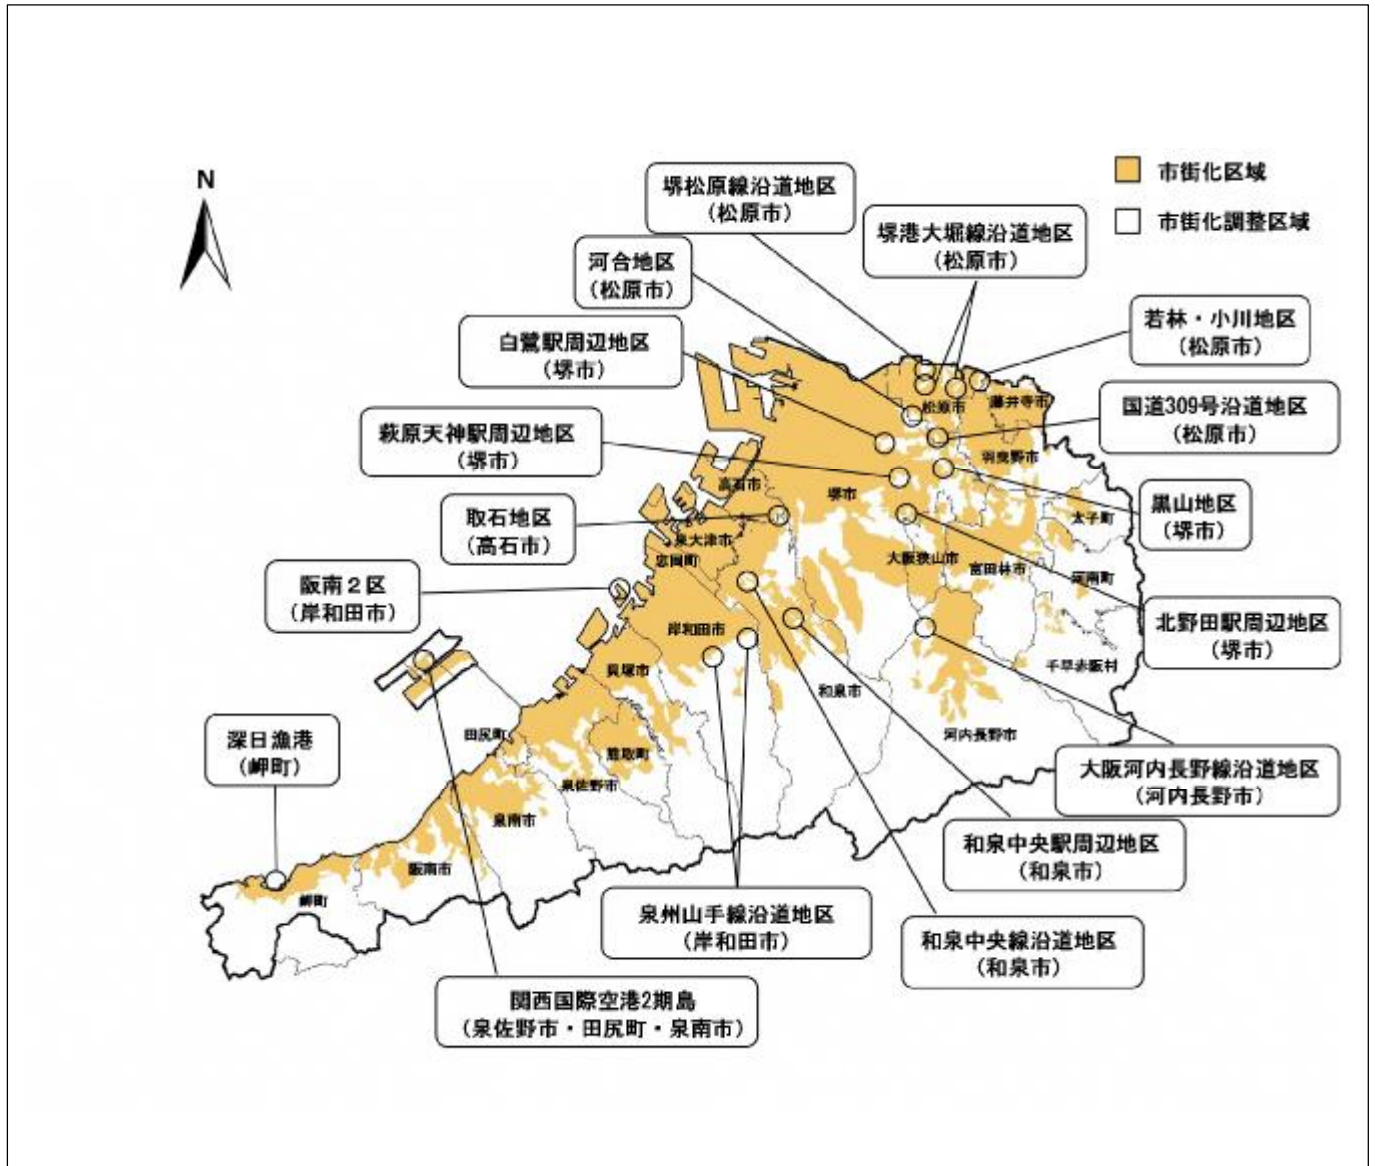 N
市街化区域
市街化調整区域
堺松原線沿道地区
（松原市）
堺港大堀線沿道地区
（松原市）
河合地区
（松原市）
若林・小川地区
（松原市）
白鷺駅周辺地区
（堺市）
国道309号沿道地区
（松原市）
萩原天神駅周辺地区
（堺市）
黒山地区
（堺市）
取石地区
（高石市）
阪南２区
（岸和田市）
北野田駅周辺地区
（堺市）
深日漁港
（岬町）
大阪河内長野線沿道地区
（河内長野市）
和泉中央駅周辺地区
（和泉市）
泉州山手線沿道地区
（岸和田市）
和泉中央線沿道地区
（和泉市）
関西国際空港2期島
（泉佐野市・田尻町・泉南市）
松原市
藤井寺市
羽曳野市
高石市
堺市
太子町
泉大津市
忠岡町
大阪狭山市
富田林市
河南町
岸和田市
千早赤阪村
貝塚市
和泉市
田尻町
熊取町
河内長野市
泉佐野市
泉南市
阪南市
岬町